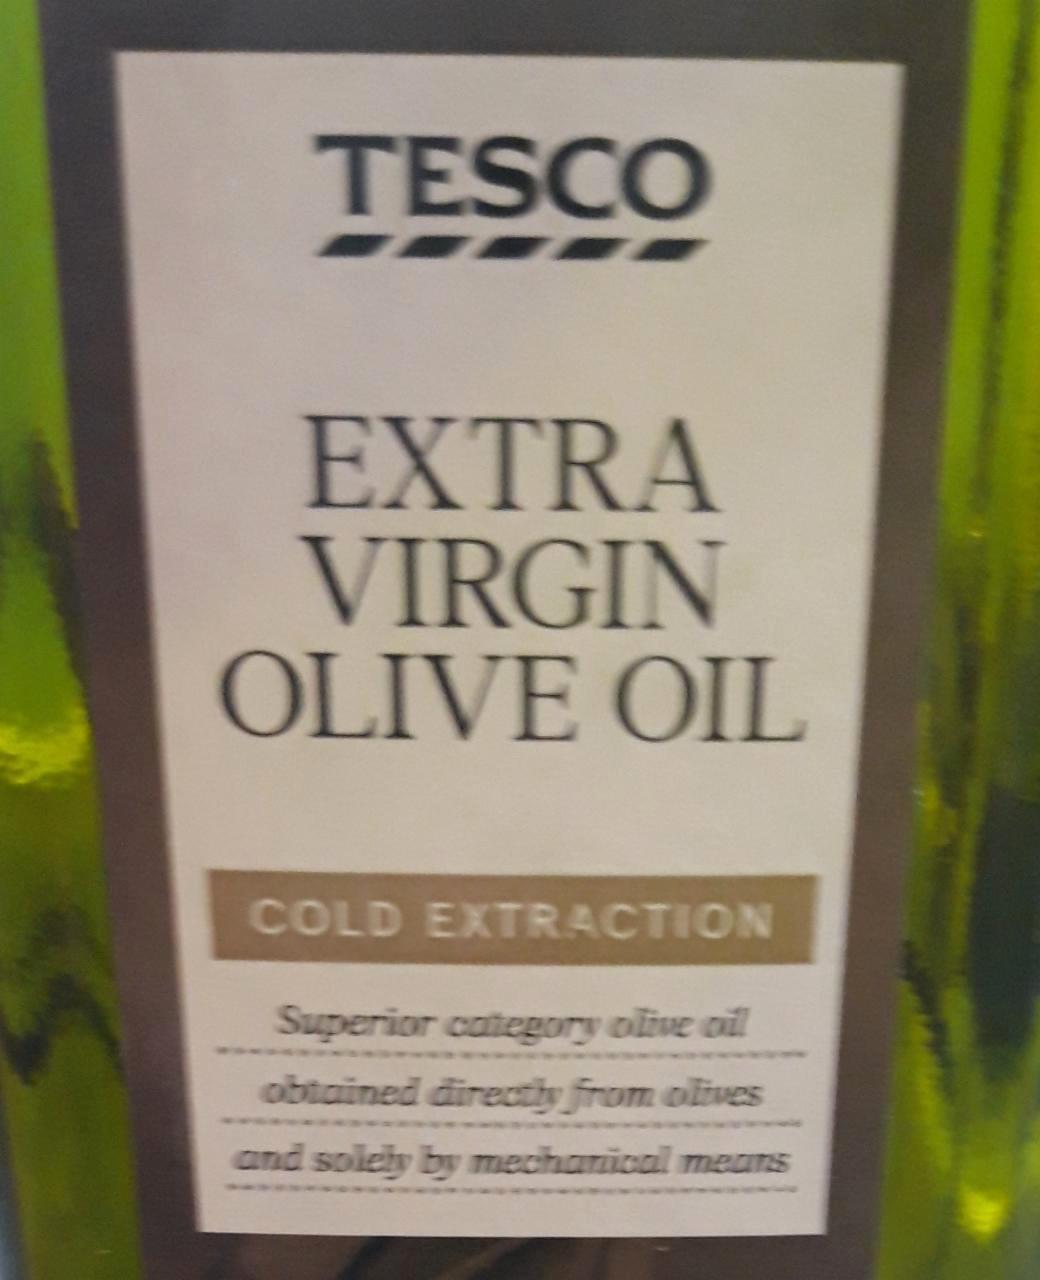 TESCO
EXTRA
VIRGIN
OLIVE OIL
COLD EXTRACTION
Superior category olive oil
obtained directly from olives
and solely by mechanical means